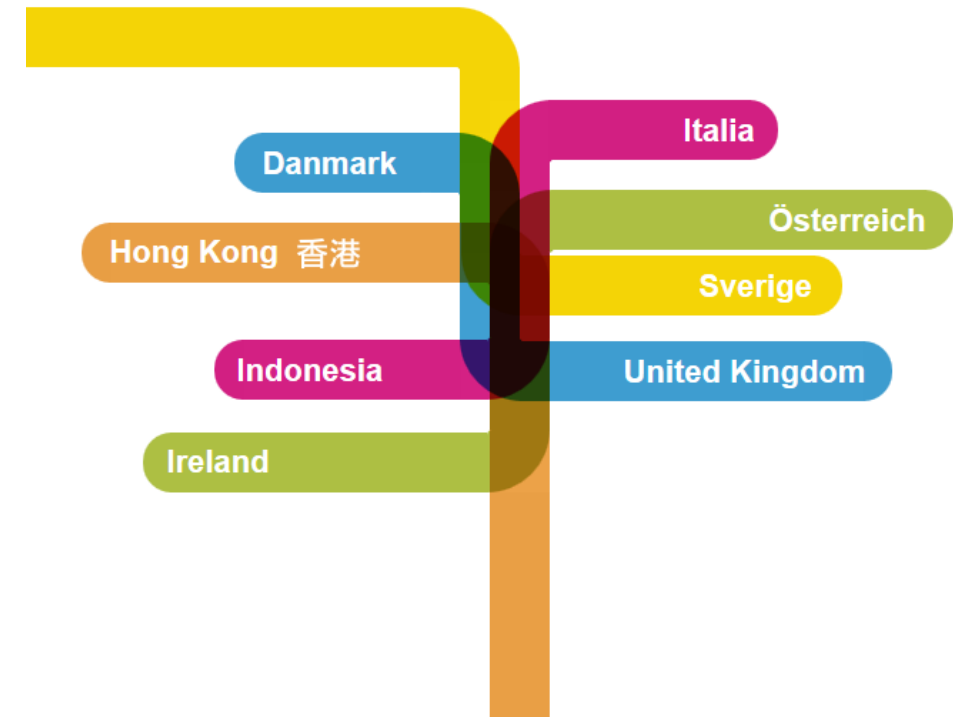 Italia
Danmark
Österreich
Hong Kong 香港
Sverige
Indonesia
United Kingdom
Ireland